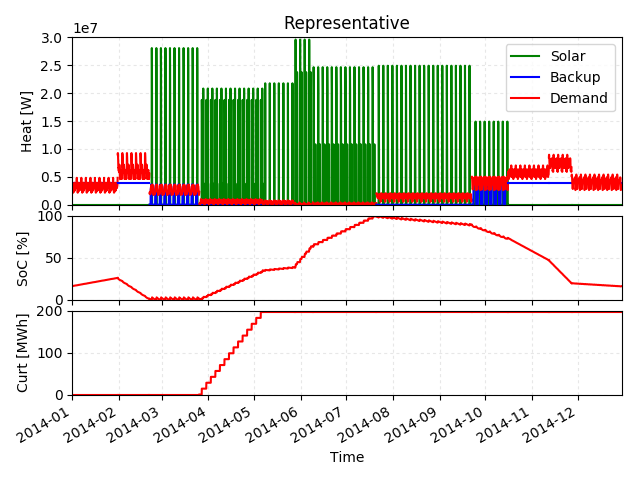 Representative
1e7
3.0
2.5
2.0
1.5
1.0
0.5
0.0
Heat [W]
Solar
Backup
Demand
100
50
0
SoC [%]
200
100
0
Curt [MWh]
2014-01
2014-02
2014-03
2014-04
2014-05
2014-06
2014-07
2014-08
2014-09
2014-10
2014-11
2014-12
Time